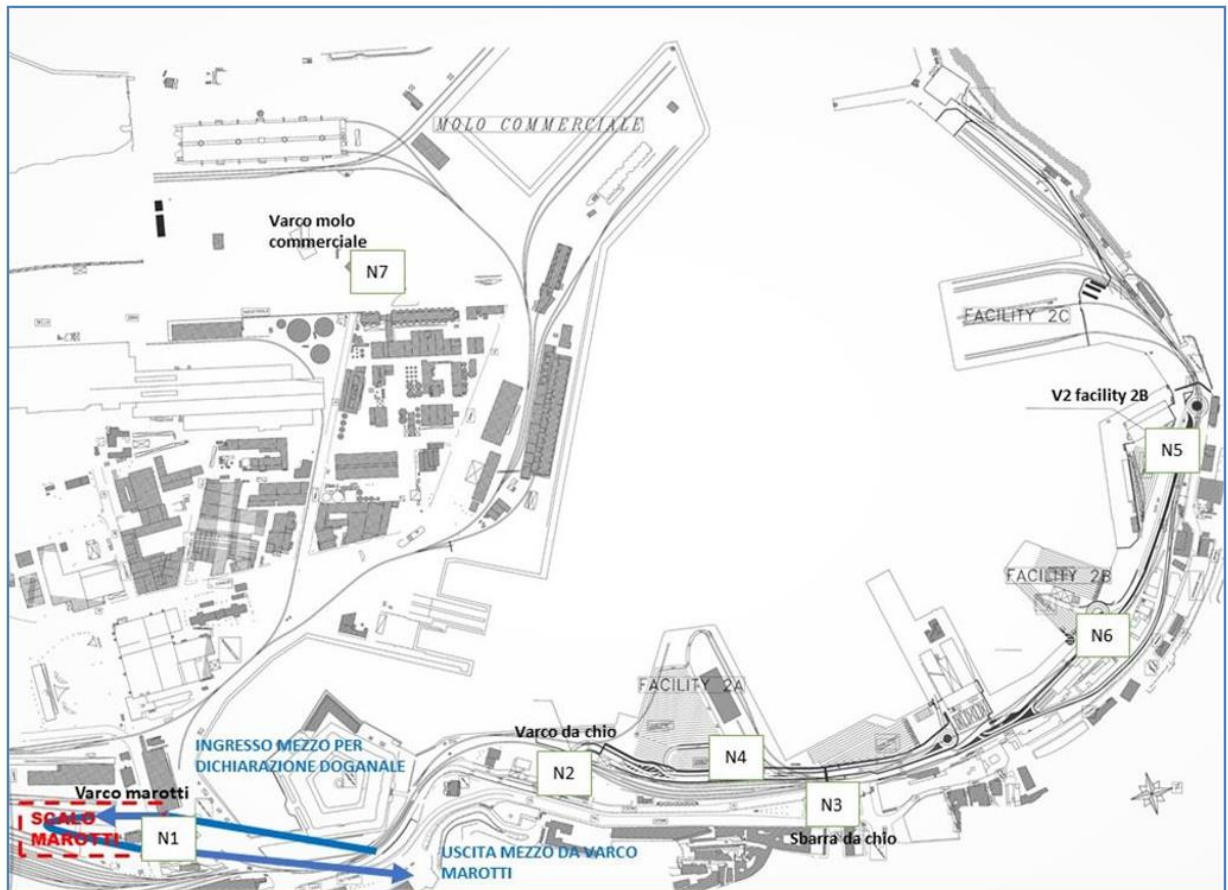 MOLO COMMERCIALE
Varco molo
commerciale
N7
FACILITY 2C
V2 facility 2B
N5
FACILITY 2B
N6
FACILITY 2A
Varco da chio
N4
INGRESSO MEZZO PER
DICHIARAZIONE DOGANALE
N2
Varco marotti
N3
SCALO
MAROTTI
N1
Sbarra da chio
USCITA MEZZO DA VARCO
MAROTTI